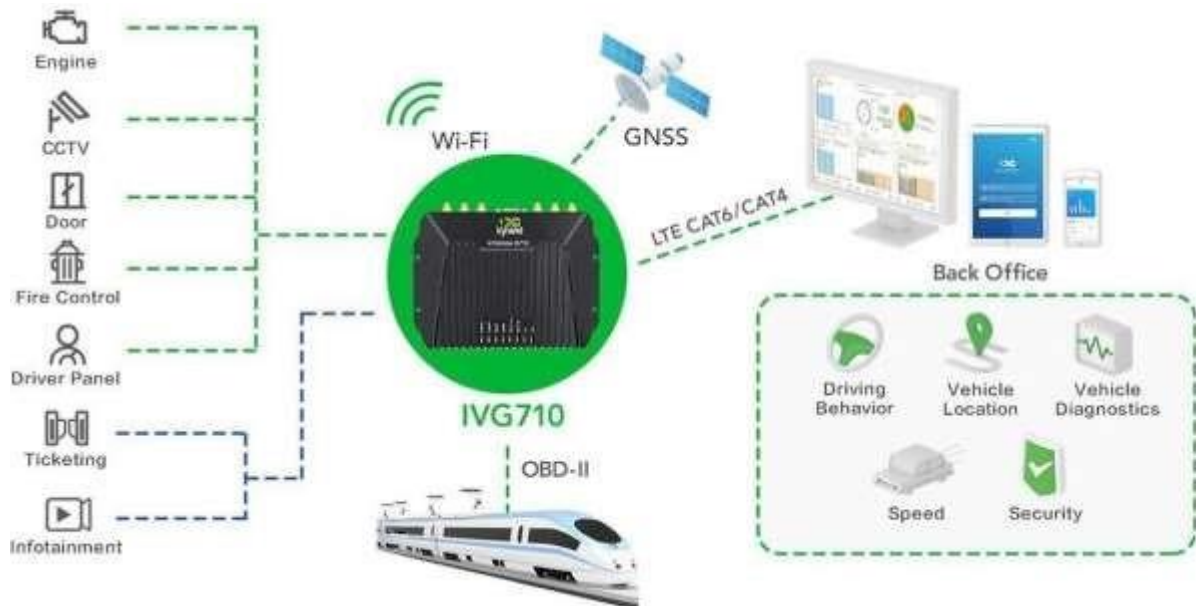 Engine
CCTV
Door
Fire Control
Driver Panel
Ticketing
Infotainment
Wi-Fi
GNSS
LTE CAT6/CAT4
IVG710
OBD-II
Back Office
Driving
Behavior
Vehicle
Location
Vehicle
Diagnostics
Speed
Security